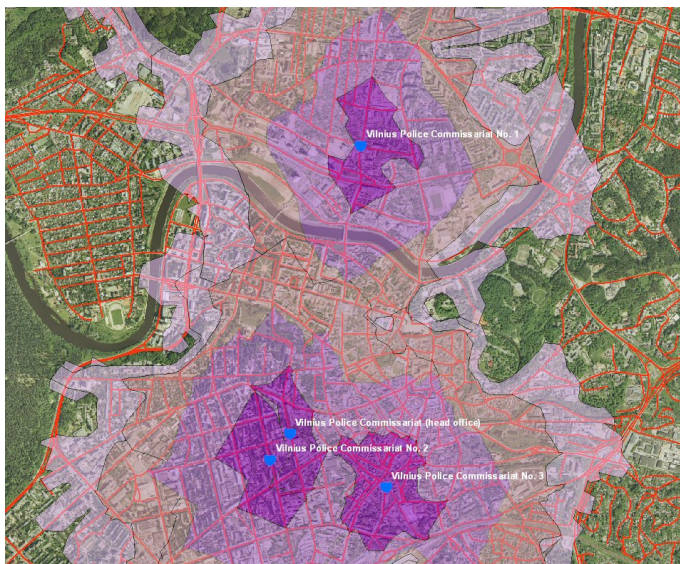 Vilnius Police Commissariat No. 1
Vilnius Police Commissariat (head office)
Vilnius Police Commissariat No. 2
Vilnius Police Commissariat No. 3